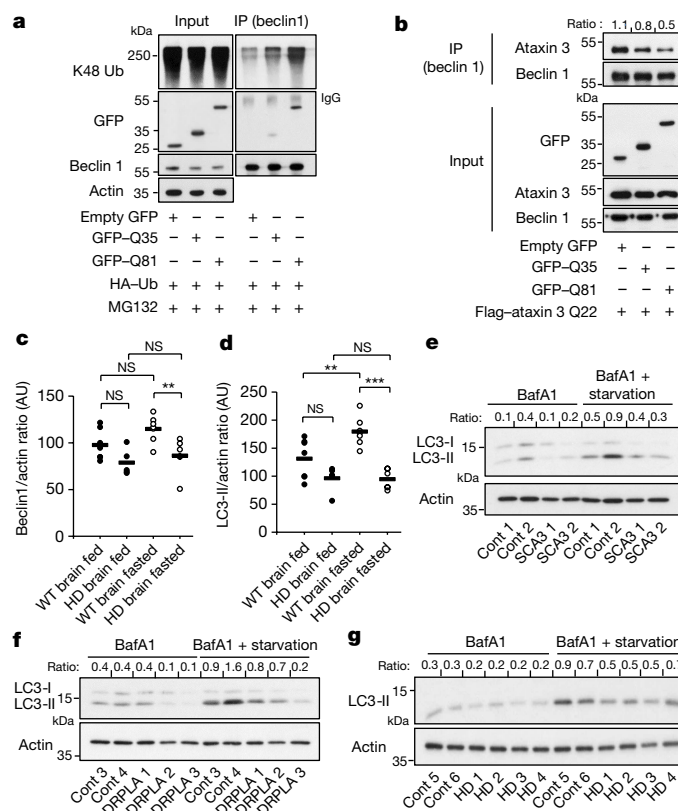 a
Input IP (beclin1)
kDa
K48 Ub 250
IgG
GFP 55
35
25
Beclin 1 55
Actin 35
Empty GFP + – – + – –
GFP–Q35 – + – – + –
GFP–Q81 – – + – – +
HA–Ub + + + + + +
MG132 + + + + + +
b
Ratio : 1.1 0.8 0.5
IP (beclin 1)
Ataxin 3 55
Beclin 1 55
kDa
Input
GFP 55
35
25
Ataxin 3 55
Beclin 1 55
Empty GFP + – –
GFP–Q35 – + –
GFP–Q81 – – +
Flag–ataxin 3 Q22 + + +
c
NS
NS
NS **
Beclin1/actin ratio (AU)
150
100
50
0
WT brain fed
HD brain fed
WT brain fasted
HD brain fasted
d
NS
**
NS ***
LC3-II/actin ratio (AU)
250
200
150
100
50
0
WT brain fed
HD brain fed
WT brain fasted
HD brain fasted
e
BafA1 BafA1 + starvation
Ratio: 0.1 0.4 0.1 0.2 0.5 0.9 0.4 0.3
LC3-I 15
LC3-II
kDa
Actin 35
Cont 1 Cont 2 SCA3 1 SCA3 2 Cont 1 Cont 2 SCA3 1 SCA3 2
f
BafA1 BafA1 + starvation
Ratio: 0.4 0.4 0.4 0.1 0.1 0.9 1.6 0.8 0.7 0.2
LC3-I 15
LC3-II
kDa
Actin 35
Cont 3 Cont 4 DRPLA 1 DRPLA 2 DRPLA 3 Cont 3 Cont 4 DRPLA 1 DRPLA 2 DRPLA 3
g
BafA1 BafA1 + starvation
Ratio: 0.3 0.3 0.2 0.2 0.2 0.2 0.9 0.7 0.5 0.5 0.5
15
LC3-II
kDa
Actin 35
Cont 5 Cont 6 HD 1 HD 2 HD 3 HD 4 Cont 5 Cont 6 HD 1 HD 2 HD 3 HD 4